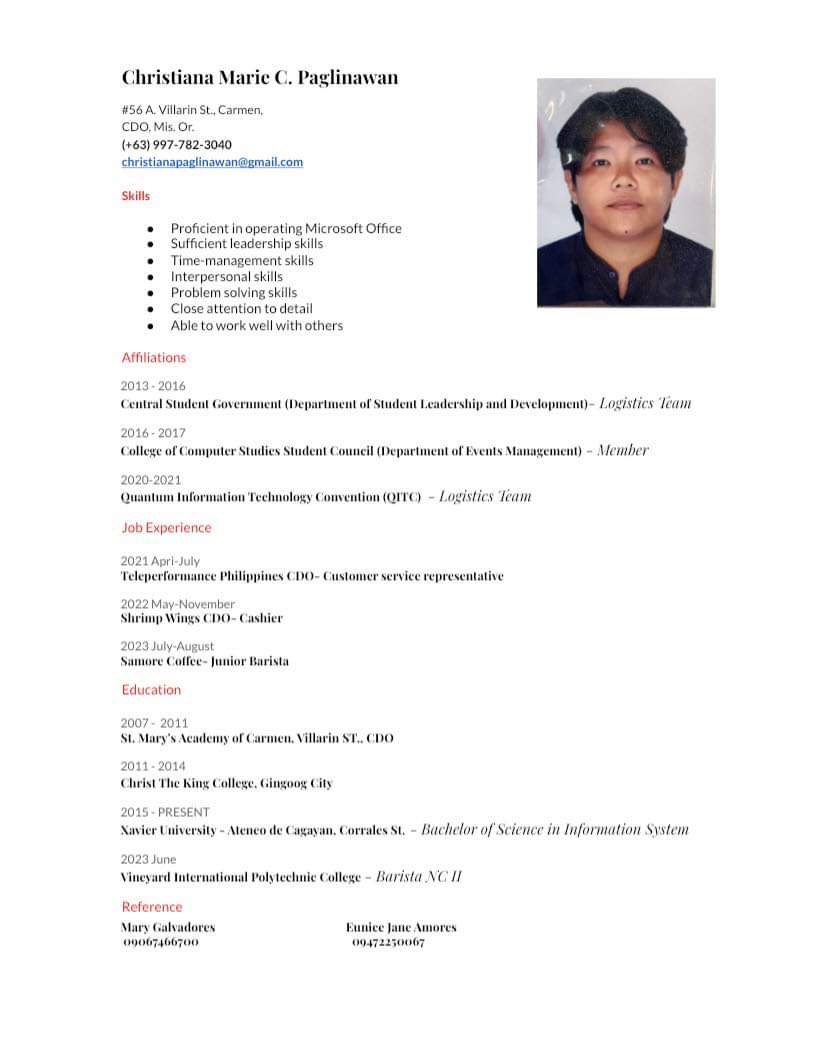 Christiana Marie C. Paglinawan
#56 A. Villarin St., Carmen,
CDO, Mis. Or.
(+63) 997-782-3040
christianapaglinawan@gmail.com
Skills
● Proficient in operating Microsoft Office
● Sufficient leadership skills
● Time-management skills
● Interpersonal skills
● Problem solving skills
● Close attention to detail
● Able to work well with others
Affiliations
2013 - 2016
Central Student Government (Department of Student Leadership and Development)– Logistics Team
2016 - 2017
College of Computer Studies Student Council (Department of Events Management) – Member
2020-2021
Quantum Information Technology Convention (QITC) – Logistics Team
Job Experience
2021 Apri-July
Teleperformance Philippines CDO- Customer service representative
2022 May-November
Shrimp Wings CDO- Cashier
2023 July-August
Samore Coffee- Junior Barista
Education
2007 - 2011
St. Mary's Academy of Carmen, Villarin ST., CDO
2011 - 2014
Christ The King College, Gingoog City
2015 - PRESENT
Xavier University - Ateneo de Cagayan, Corrales St. – Bachelor of Science in Information System
2023 June
Vineyard International Polytechnic College – Barista NC II
Reference
Mary Galvadores Eunice Jane Amores
09067466700 09472250067